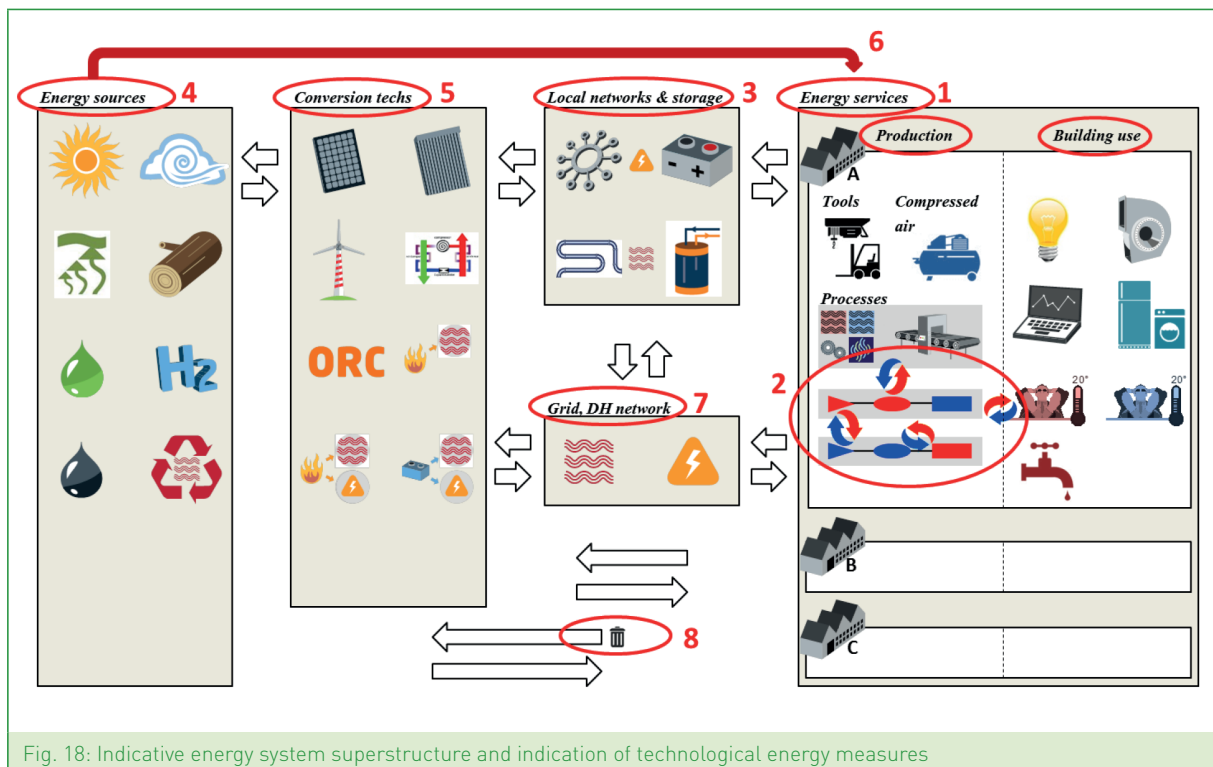 6
Energy sources 4
Conversion techs 5
Local networks & storage 3
Energy services 1
Production
Building use
A
Tools
Compressed
air
Processes
H2
ORC
2
20°
20°
Grid, DH network 7
B
8
C
Fig. 18: Indicative energy system superstructure and indication of technological energy measures